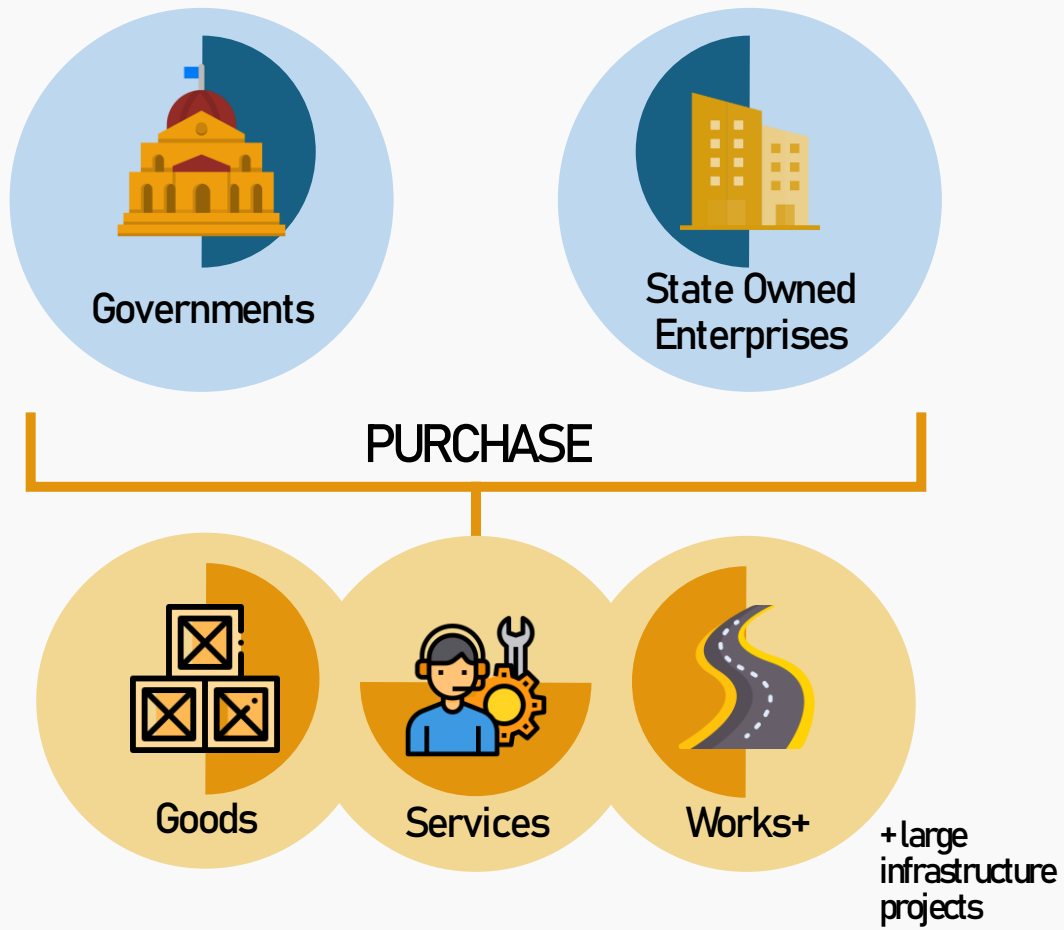 Governments
State Owned
Enterprises
PURCHASE
Goods
Services
Works+
+ large
infrastructure
projects